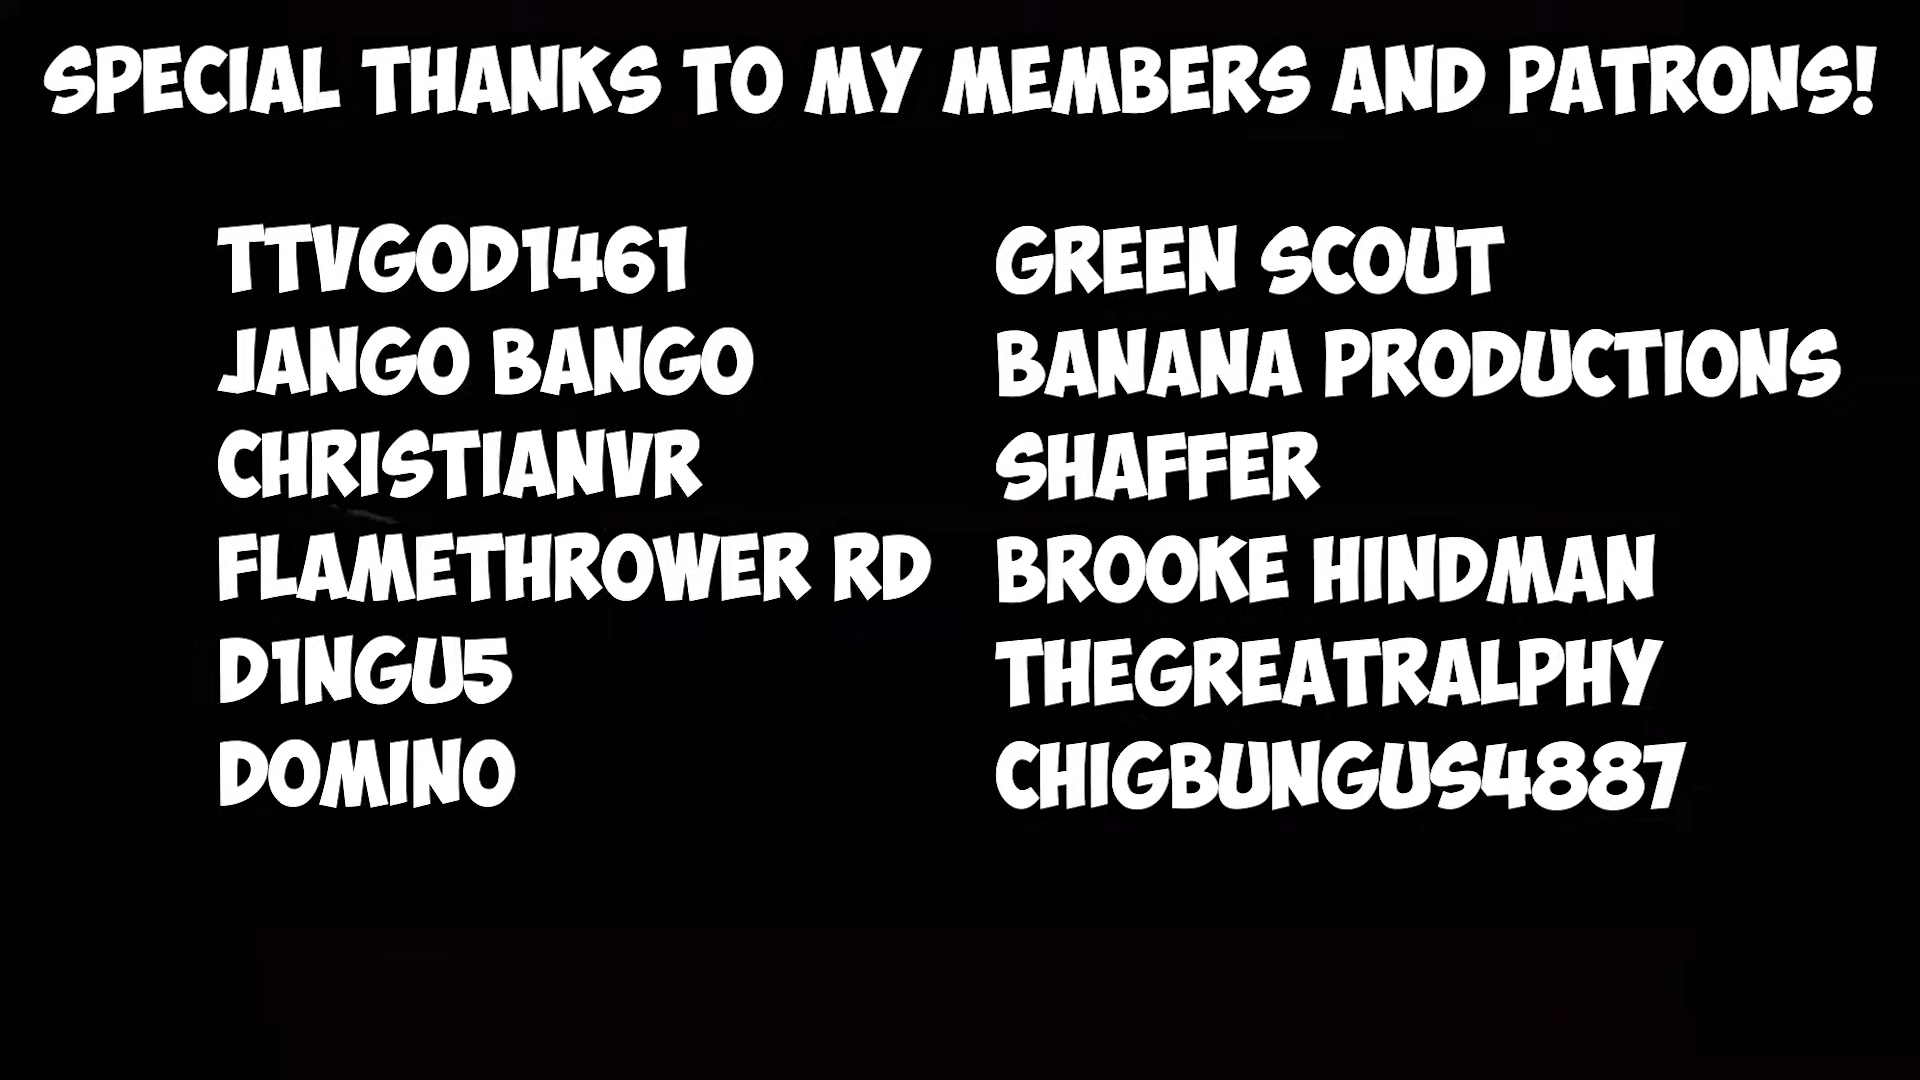 SPECIAL THANKS TO MY MEMBERS AND PATRONS!
TTVGOD1461
JANGO BANGO
CHRISTIANVR
FLAMETHROWER RD
D1NGU5
DOMINO
GREEN SCOUT
BANANA PRODUCTIONS
SHAFFER
BROOKE HINDMAN
THEGREATRALPHY
CHIGBUNGUS4887